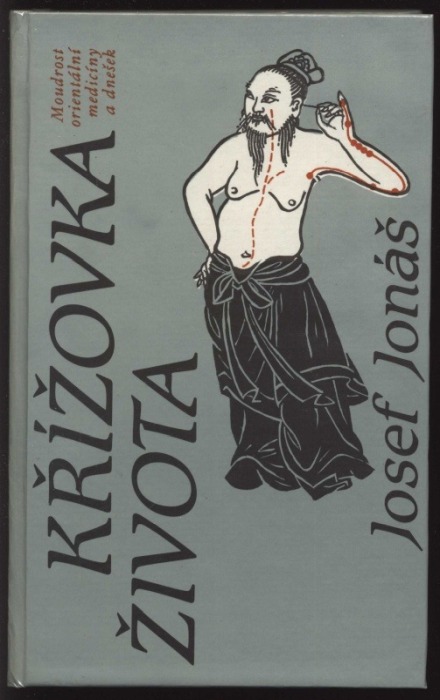 Josef Jonáš
KŘÍŽOVKA
ŽIVOTA
Moudrost
orientální
medicíny
a dnešek